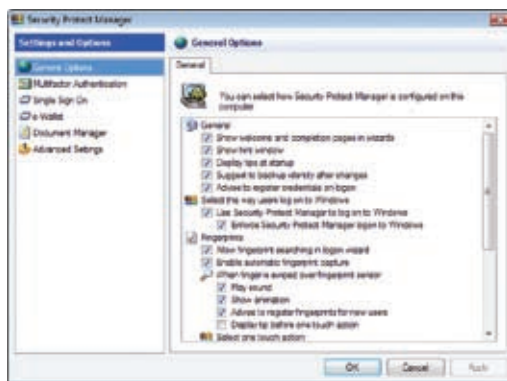 Security Protect Manager
Settings and Options
General Options
Multifactor Authentication
Single Sign On
e-Wallet
Document Manager
Advanced Settings
General Options
General
You can select how Security Protect Manager is configured on this
computer
General
Show welcome and completion pages in wizards
Show hint window
Display tips at startup
Suggest to backup identity after changes
Advise to register credentials on logon
Select the way users log on to Windows
Use Security Protect Manager to log on to Windows
Enforce Security Protect Manager logon to Windows
Fingerprints
Allow fingerprint searching in logon wizard
Enable automatic fingerprint capture
When finger is swiped over fingerprint sensor
Play sound
Show animation
Advise to register fingerprints for new users
Display tip before one touch action
Select one touch action
OK
Cancel
Apply